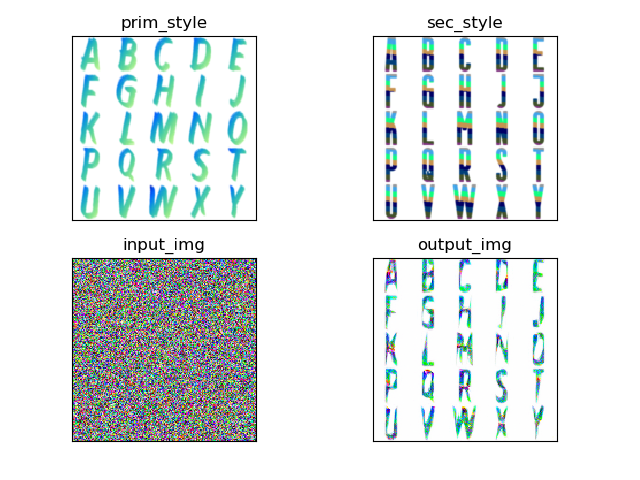 prim_style
sec_style
A B C D E
F G H I J
K L M N O
P Q R S T
U V W X Y
A B C D E
F G H I J
K L M N O
P Q R S T
U V W X Y
input_img
output_img
A B C D E
F G H I J
K L M N O
P Q R S T
U V W X Y